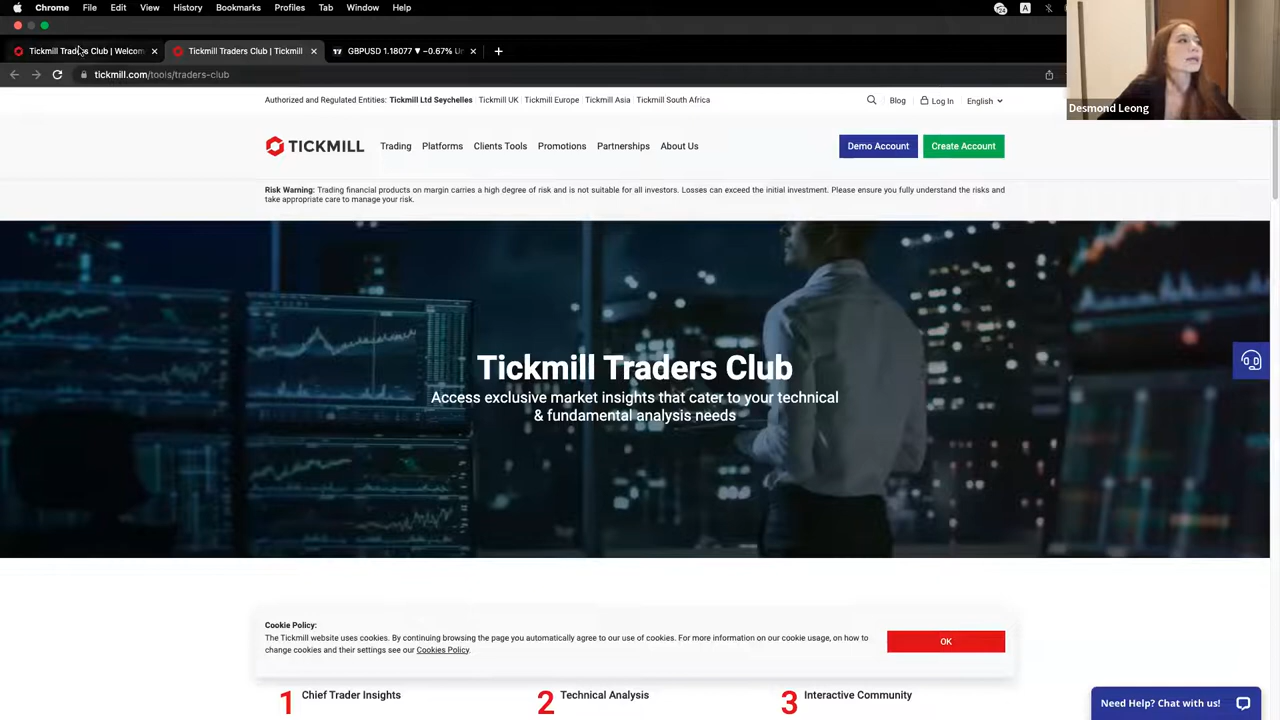 Chrome File Edit View History Bookmarks Profiles Tab Window Help
A
Tickmill Traders Club | Welcom
Tickmill Traders Club | Tickmill
GBPUSD 1.18077 ▼ −0.67% Un
tickmill.com/tools/traders-club
Desmond Leong
Authorized and Regulated Entities: Tickmill Ltd Seychelles | Tickmill UK | Tickmill Europe | Tickmill Asia | Tickmill South Africa
Blog Log In English
TICKMILL
Trading Platforms Clients Tools Promotions Partnerships About Us
Demo Account Create Account
Risk Warning: Trading financial products on margin carries a high degree of risk and is not suitable for all investors. Losses can exceed the initial investment. Please ensure you fully understand the risks and
take appropriate care to manage your risk.
Tickmill Traders Club
Access exclusive market insights that cater to your technical
& fundamental analysis needs
Cookie Policy:
The Tickmill website uses cookies. By continuing browsing the page you automatically agree to our use of cookies. For more information on our cookie usage, on how to
change cookies and their settings see our Cookies Policy.
OK
1 Chief Trader Insights
2 Technical Analysis
3 Interactive Community
Need Help? Chat with us!